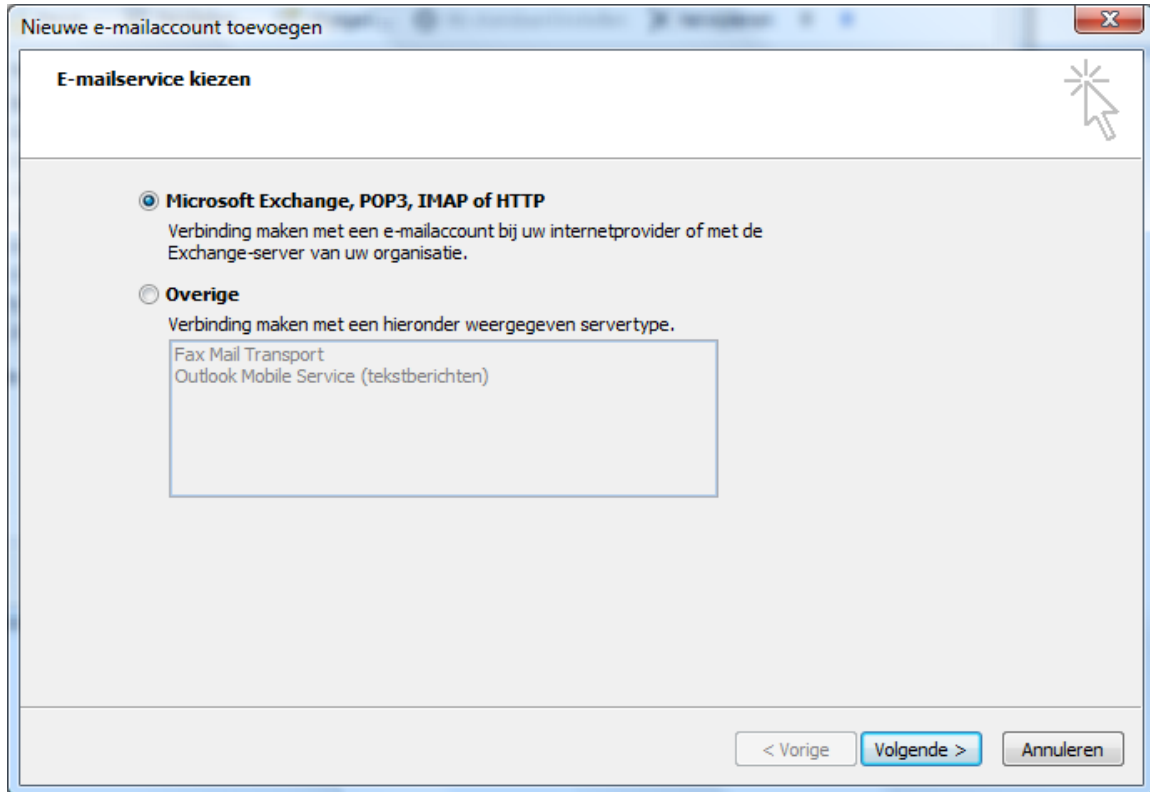 Nieuwe e-mailaccount toevoegen
E-mailservice kiezen
Microsoft Exchange, POP3, IMAP of HTTP
Verbinding maken met een e-mailaccount bij uw internetprovider of met de
Exchange-server van uw organisatie.
Overige
Verbinding maken met een hieronder weergegeven servertype.
Fax Mail Transport
Outlook Mobile Service (tekstberichten)
< Vorige
Volgende >
Annuleren